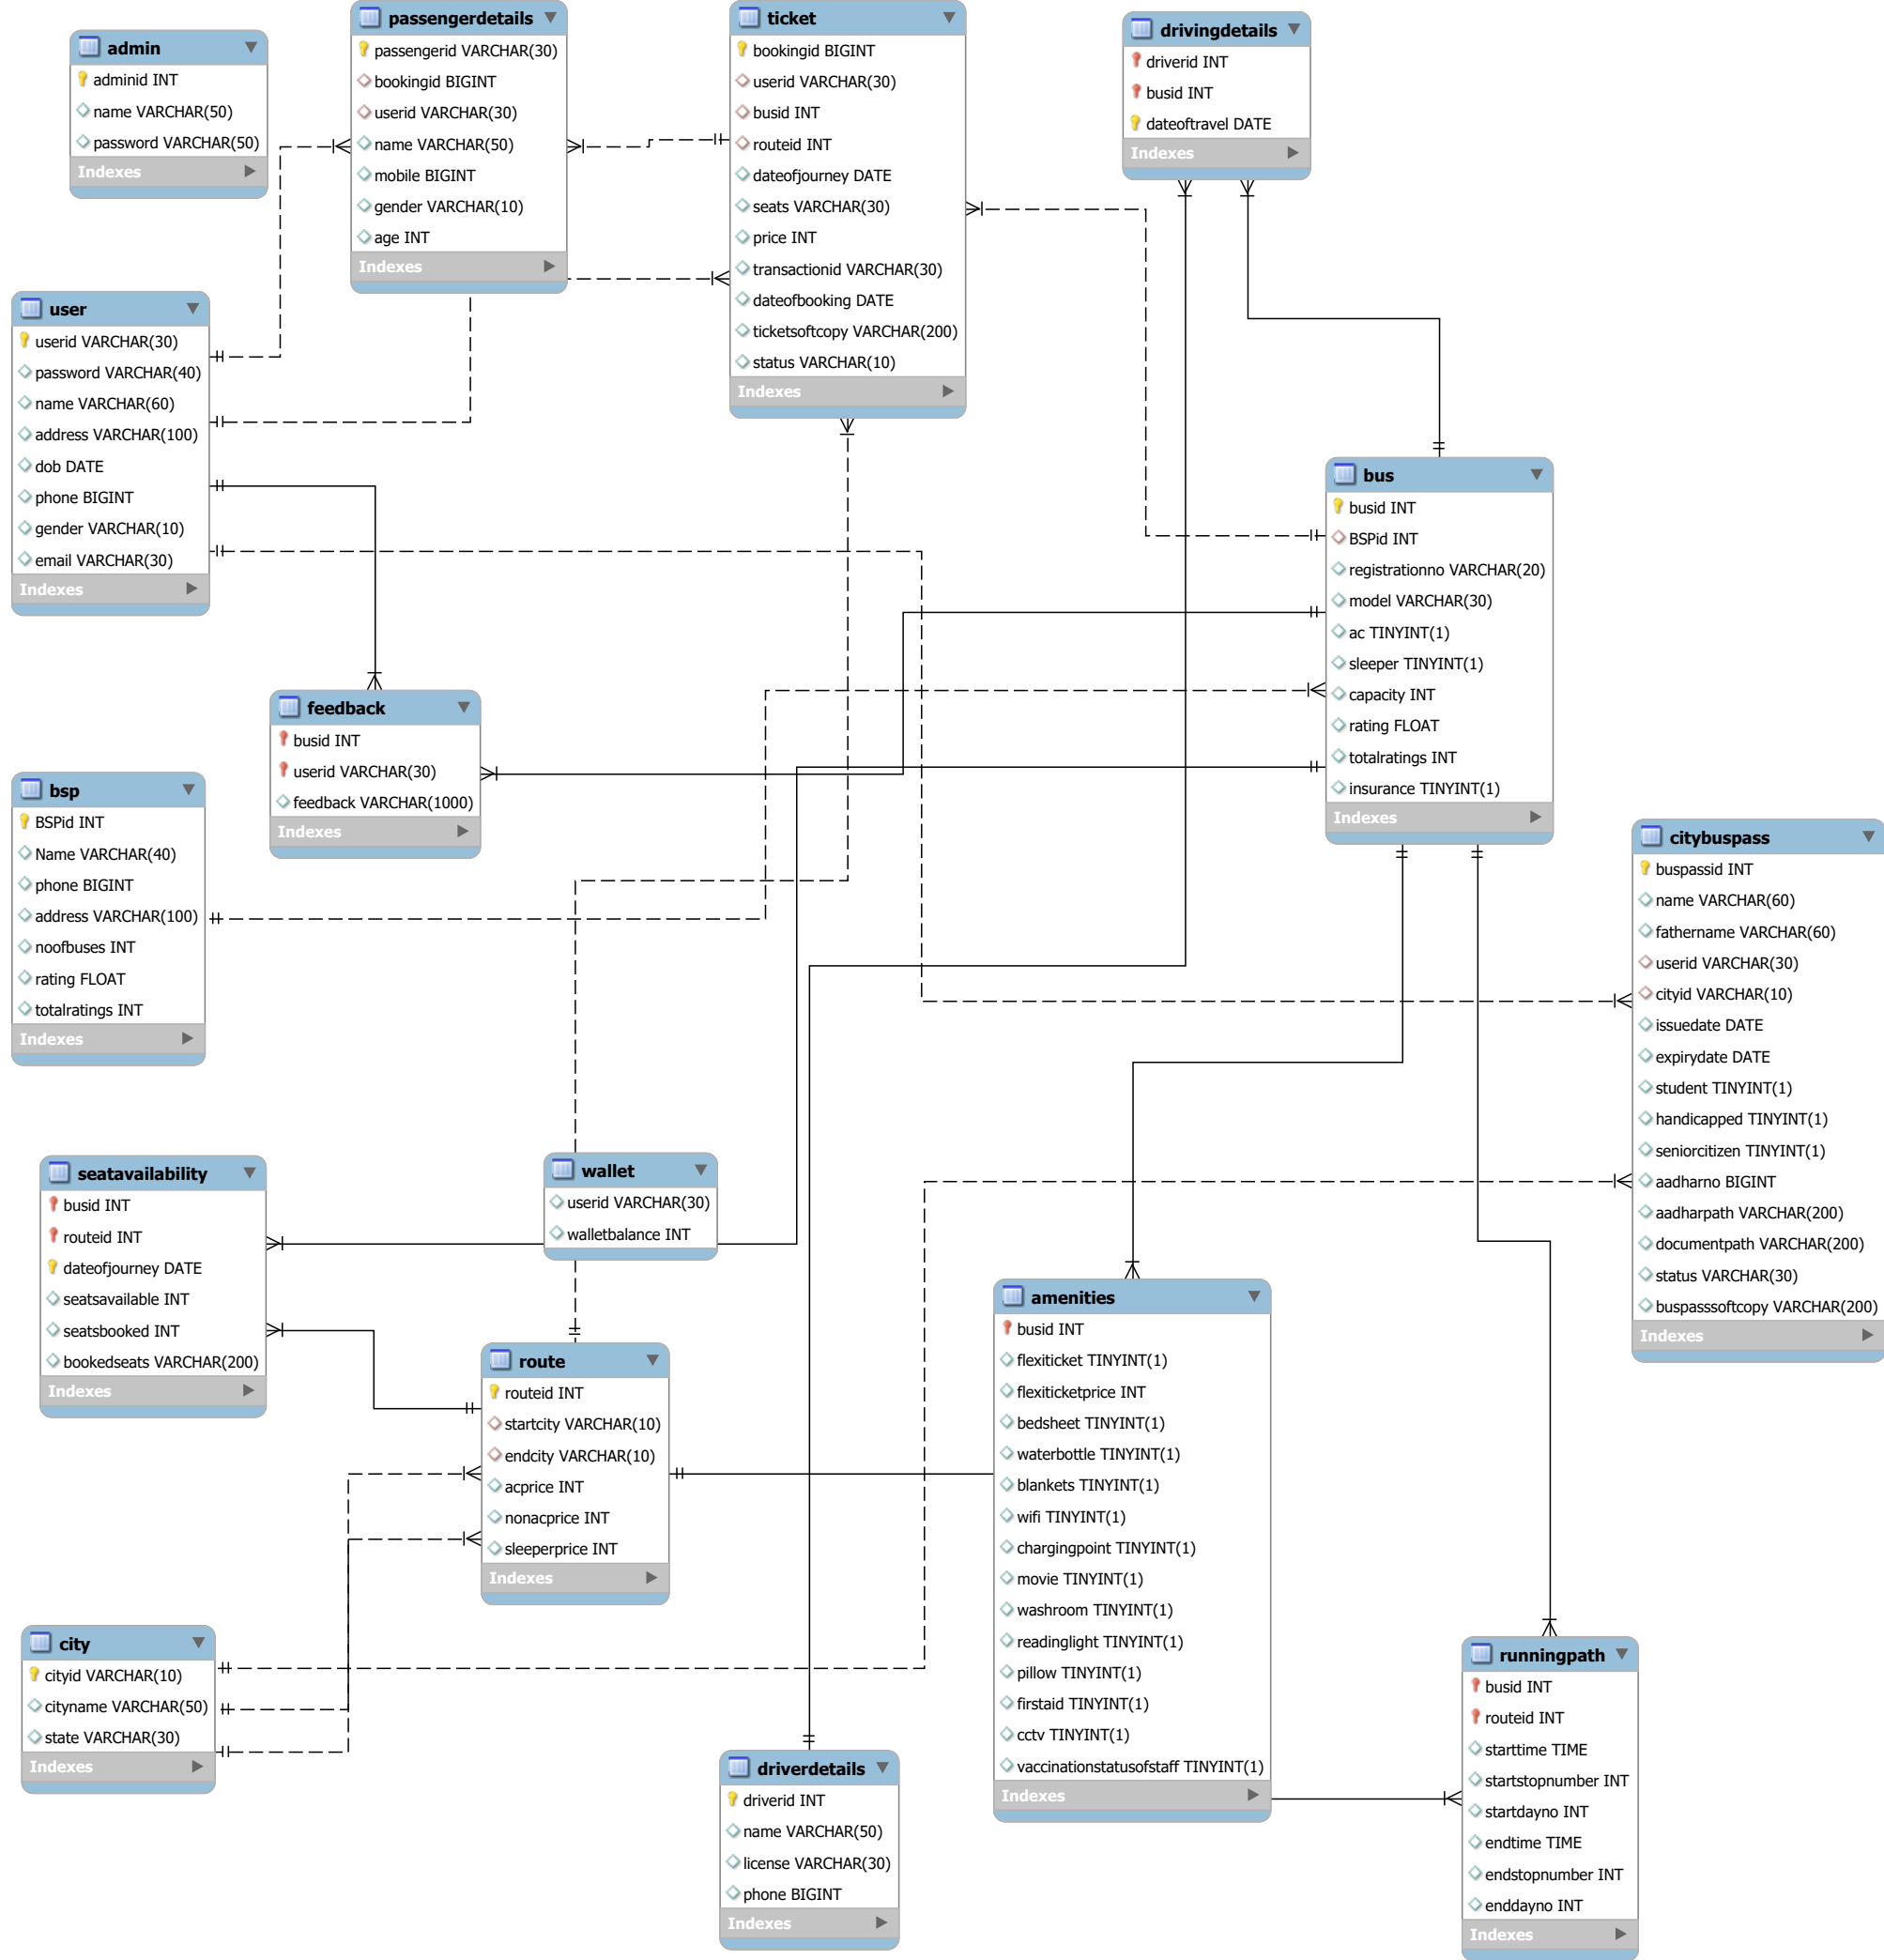 admin
adminid INT
name VARCHAR(50)
password VARCHAR(50)
Indexes
passengerdetails
passengerid VARCHAR(30)
bookingid BIGINT
userid VARCHAR(30)
name VARCHAR(50)
mobile BIGINT
gender VARCHAR(10)
age INT
Indexes
ticket
bookingid BIGINT
userid VARCHAR(30)
busid INT
routeid INT
dateofjourney DATE
seats VARCHAR(30)
price INT
transactionid VARCHAR(30)
dateofbooking DATE
ticketsoftcopy VARCHAR(200)
status VARCHAR(10)
Indexes
drivingdetails
driverid INT
busid INT
dateoftravel DATE
Indexes
user
userid VARCHAR(30)
password VARCHAR(40)
name VARCHAR(60)
address VARCHAR(100)
dob DATE
phone BIGINT
gender VARCHAR(10)
email VARCHAR(30)
Indexes
bus
busid INT
BSPid INT
registrationno VARCHAR(20)
model VARCHAR(30)
ac TINYINT(1)
sleeper TINYINT(1)
capacity INT
rating FLOAT
totalratings INT
insurance TINYINT(1)
Indexes
feedback
busid INT
userid VARCHAR(30)
feedback VARCHAR(1000)
Indexes
bsp
BSPid INT
Name VARCHAR(40)
phone BIGINT
address VARCHAR(100)
noofbuses INT
rating FLOAT
totalratings INT
Indexes
citybuspass
buspassid INT
name VARCHAR(60)
fathername VARCHAR(60)
userid VARCHAR(30)
cityid VARCHAR(10)
issuedate DATE
expirydate DATE
student TINYINT(1)
handicapped TINYINT(1)
seniorcitizen TINYINT(1)
aadharno BIGINT
aadharpath VARCHAR(200)
documentpath VARCHAR(200)
status VARCHAR(30)
buspasssoftcopy VARCHAR(200)
Indexes
seatavailability
busid INT
routeid INT
dateofjourney DATE
seatsavailable INT
seatsbooked INT
bookedseats VARCHAR(200)
Indexes
wallet
userid VARCHAR(30)
walletbalance INT
route
routeid INT
startcity VARCHAR(10)
endcity VARCHAR(10)
acprice INT
nonacprice INT
sleeperprice INT
Indexes
amenities
busid INT
flexiticket TINYINT(1)
flexiticketprice INT
bedsheet TINYINT(1)
waterbottle TINYINT(1)
blankets TINYINT(1)
wifi TINYINT(1)
chargingpoint TINYINT(1)
movie TINYINT(1)
washroom TINYINT(1)
readinglight TINYINT(1)
pillow TINYINT(1)
firstaid TINYINT(1)
cctv TINYINT(1)
vaccinationstatusofstaff TINYINT(1)
Indexes
city
cityid VARCHAR(10)
cityname VARCHAR(50)
state VARCHAR(30)
Indexes
driverdetails
driverid INT
name VARCHAR(50)
license VARCHAR(30)
phone BIGINT
Indexes
runningpath
busid INT
routeid INT
starttime TIME
startstopnumber INT
startdayno INT
endtime TIME
endstopnumber INT
enddayno INT
Indexes